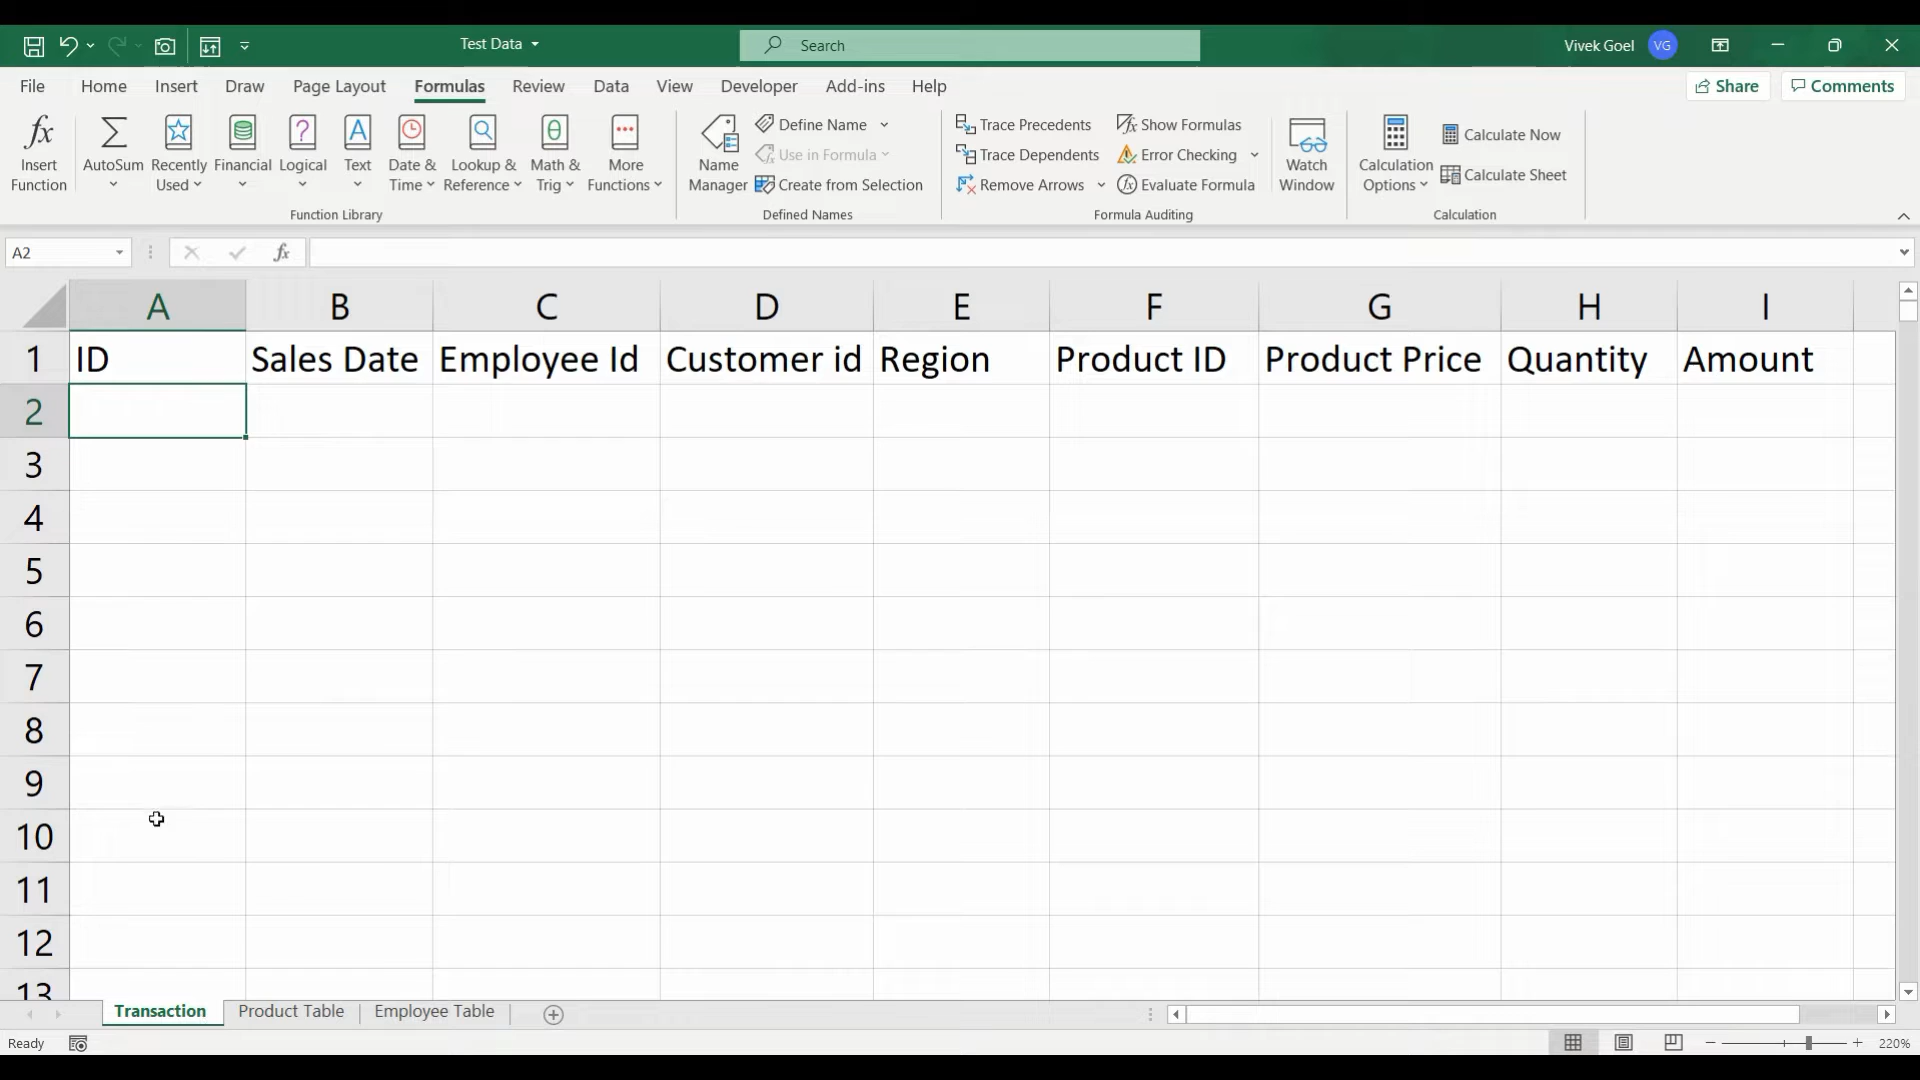 Test Data
Search
Vivek Goel
VG
File Home Insert Draw Page Layout Formulas Review Data View Developer Add-ins Help
Share
Comments
Insert Function
AutoSum
Recently Used
Financial
Logical
Text
Date & Time
Lookup & Reference
Math & Trig
More Functions
Function Library
Name Manager
Define Name
Use in Formula
Create from Selection
Defined Names
Trace Precedents
Trace Dependents
Remove Arrows
Show Formulas
Error Checking
Evaluate Formula
Formula Auditing
Watch Window
Calculation Options
Calculate Now
Calculate Sheet
Calculation
A2
fx
A B C D E F G H I
1 ID Sales Date Employee Id Customer id Region Product ID Product Price Quantity Amount
2
3
4
5
6
7
8
9
10
11
12
13
Transaction Product Table Employee Table
Ready
220%